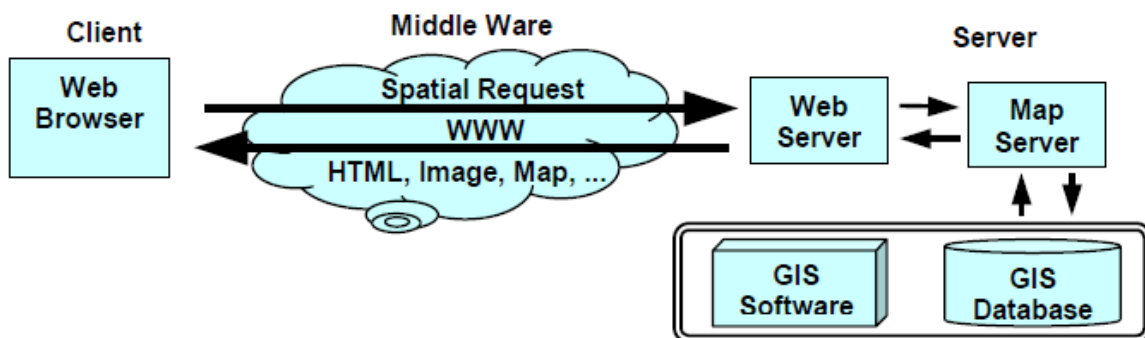 Client
Middle Ware
Server
Web
Browser
Spatial Request
WWW
HTML, Image, Map, ...
Web
Server
Map
Server
GIS
Software
GIS
Database